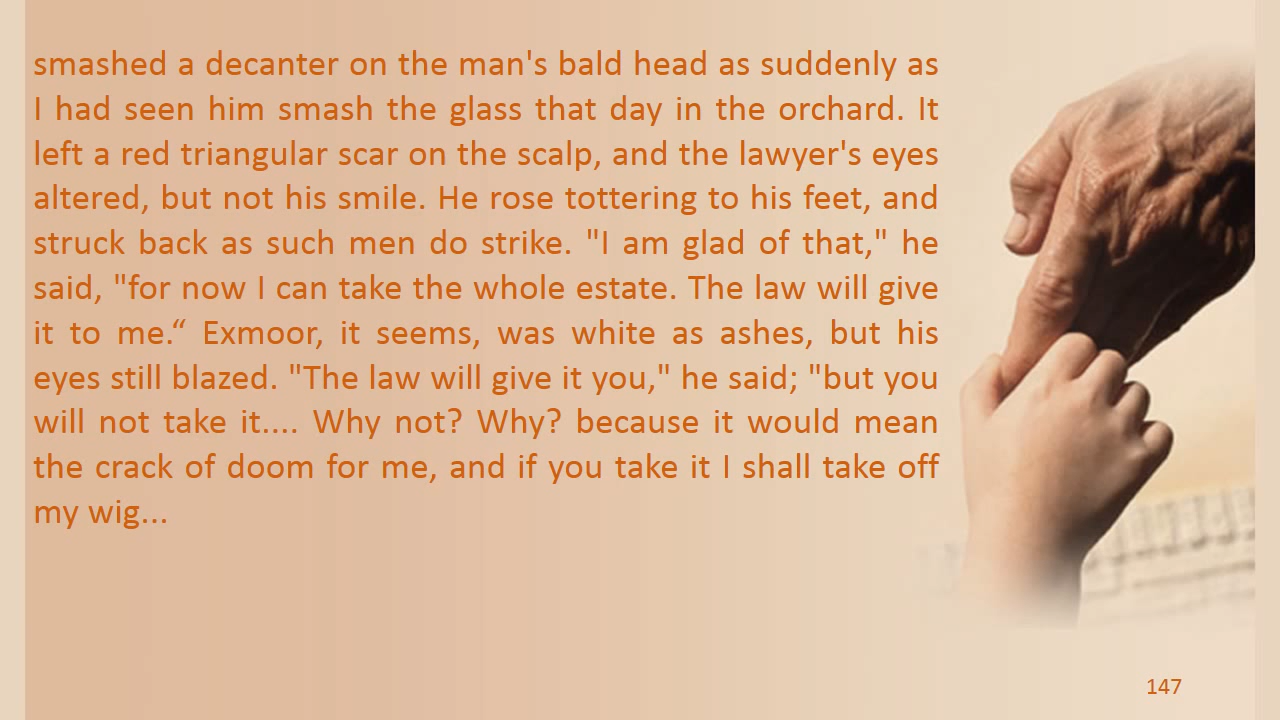 smashed a decanter on the man's bald head as suddenly as
I had seen him smash the glass that day in the orchard. It
left a red triangular scar on the scalp, and the lawyer's eyes
altered, but not his smile. He rose tottering to his feet, and
struck back as such men do strike. "I am glad of that," he
said, "for now I can take the whole estate. The law will give
it to me.“ Exmoor, it seems, was white as ashes, but his
eyes still blazed. "The law will give it you," he said; "but you
will not take it.... Why not? Why? because it would mean
the crack of doom for me, and if you take it I shall take off
my wig...
147